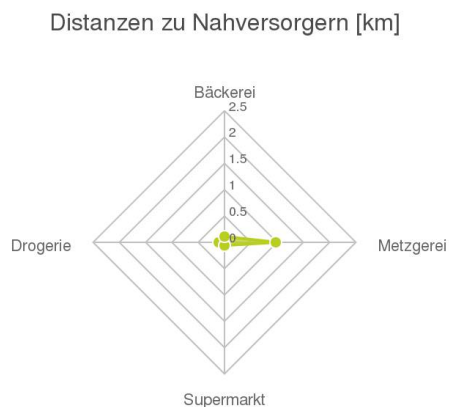 Distanzen zu Nahversorgern [km]
Bäckerei
2.5
2
1.5
1
0.5
0
Drogerie
Metzgerei
Supermarkt